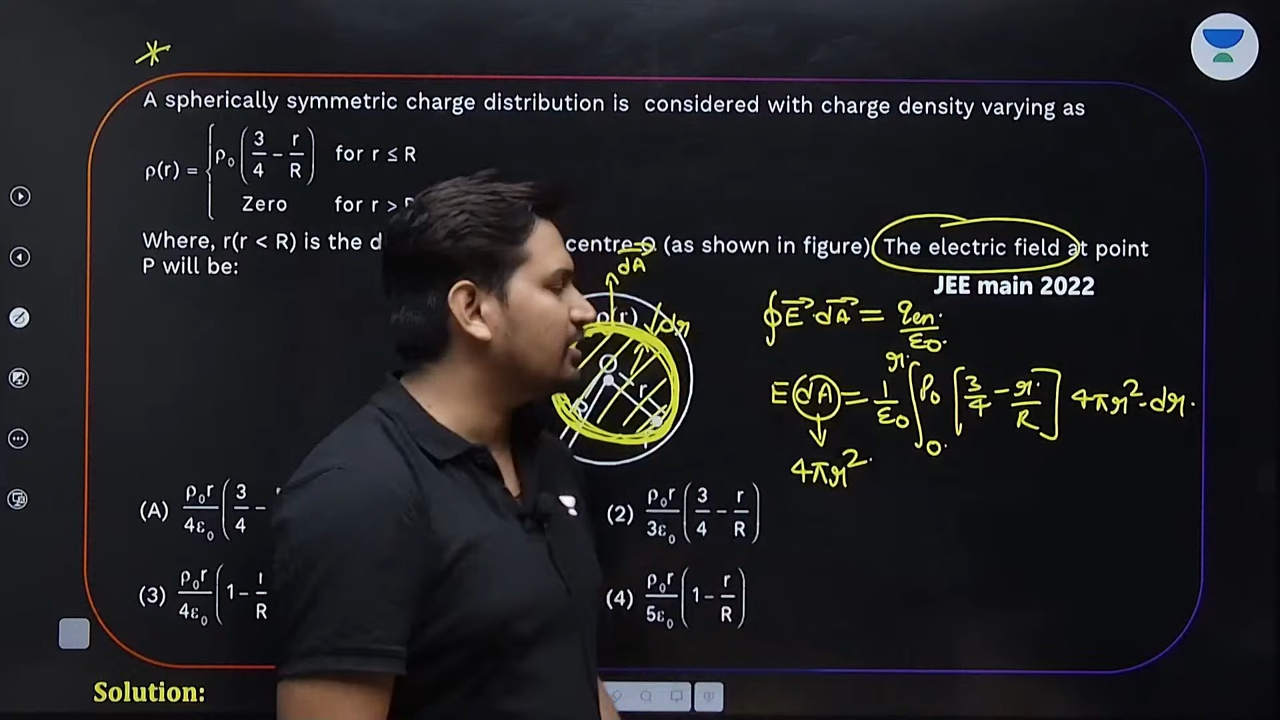 *
A spherically symmetric charge distribution is considered with charge density varying as
ρ(r) = { ρ₀ (3/4 − r/R) for r ≤ R
Zero for r >
Where, r(r < R) is the centre O (as shown in figure) The electric field at point
P will be:
JEE main 2022
dA
ρ(r)
dr
r
∮E·dA = qen/ε₀
E dA = 1/ε₀ ∫₀ʳ ρ₀ [3/4 − r/R] 4πr²·dr.
4πr²
(A) ρ₀r/4ε₀ (3/4 −
(2) ρ₀r/3ε₀ (3/4 − r/R)
(3) ρ₀r/4ε₀ (1 − /R
(4) ρ₀r/5ε₀ (1 − r/R)
Solution: